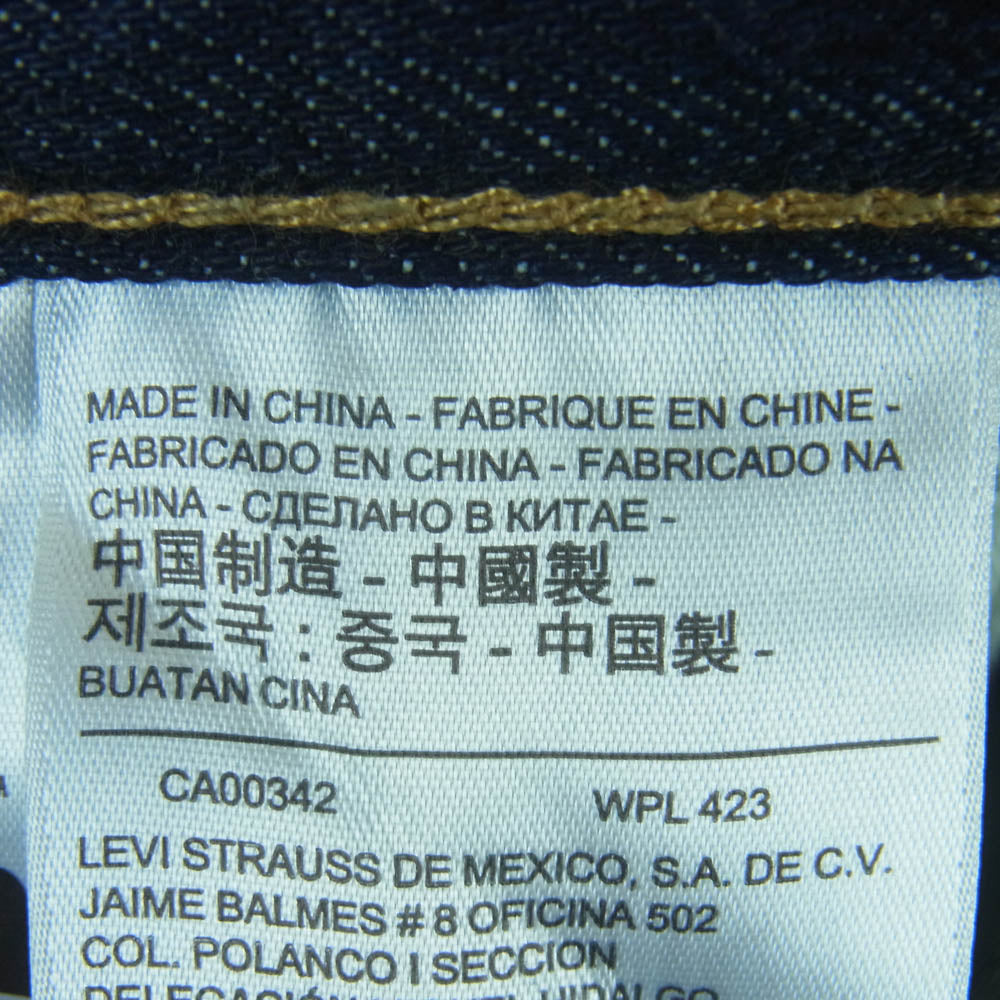 MADE IN CHINA - FABRIQUE EN CHINE -
FABRICADO EN CHINA - FABRICADO NA
CHINA - СДЕЛАНО В КИТАЕ -
中国制造 - 中國製 -
제조국 : 중국 - 中国製 -
BUATAN CINA
CA00342 WPL 423
LEVI STRAUSS DE MEXICO, S.A. DE C.V.
JAIME BALMES # 8 OFICINA 502
COL. POLANCO I SECCION
DELEGACIÓN HIDALGO